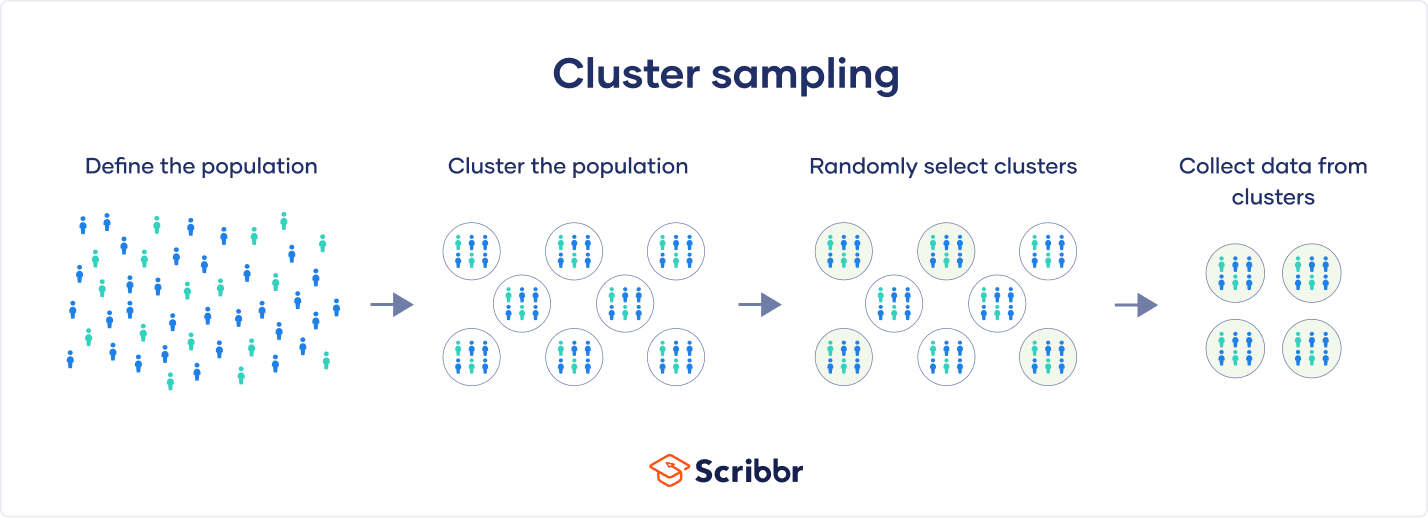 Cluster sampling
Define the population
Cluster the population
Randomly select clusters
Collect data from
clusters
Scribbr